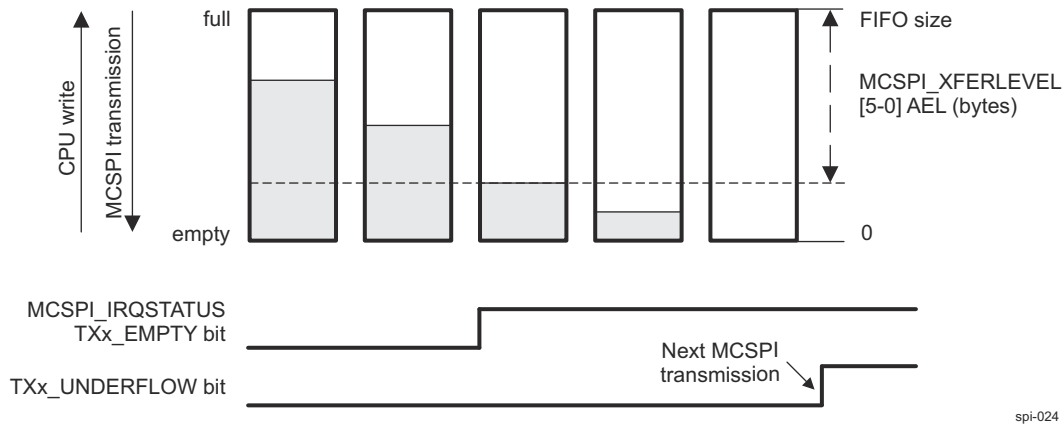 full
FIFO size
CPU write
MCSPI transmission
MCSPI_XFERLEVEL
[5-0] AEL (bytes)
empty
0
MCSPI_IRQSTATUS
TXx_EMPTY bit
Next MCSPI
transmission
TXx_UNDERFLOW bit
spi-024